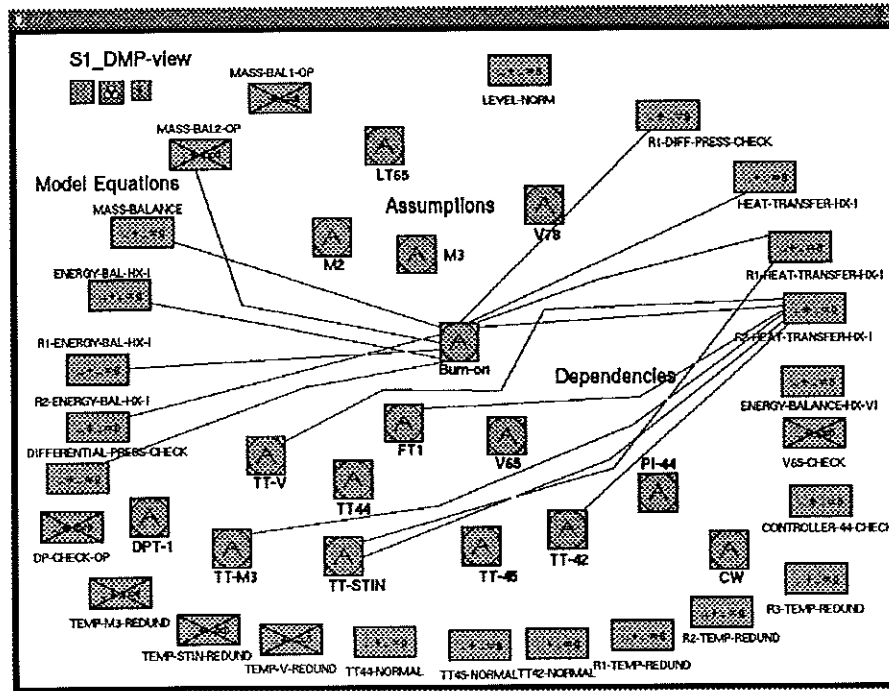 S1_DMP-view
MASS-BAL1-OP
LEVEL-NORM
MASS-BAL2-OP
R1-DIFF-PRESS-CHECK
LT65
Model Equations
Assumptions
HEAT-TRANSFER-HX-I
MASS-BALANCE
V78
M2
M3
R1-HEAT-TRANSFER-HX-I
ENERGY-BAL-HX-I
R1-ENERGY-BAL-HX-I
R2-HEAT-TRANSFER-HX-I
Burn-on
Dependencies
R2-ENERGY-BAL-HX-I
ENERGY-BALANCE-HX-VI
DIFFERENTIAL-PRESS-CHECK
FT1
V65
V65-CHECK
TT-V
PI-44
TT44
DP-CHECK-OP
DPT-1
CONTROLLER-44-CHECK
TT-M3
TT-STIN
TT-45
TT-42
CW
TEMP-M3-REDUND
R3-TEMP-REDUND
TEMP-STIN-REDUND
TEMP-V-REDUND
TT44-NORMAL
TT45-NORMAL
TT42-NORMAL
R1-TEMP-REDUND
R2-TEMP-REDUND